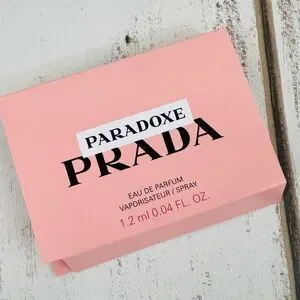 PARADOXE
PRADA
EAU DE PARFUM
VAPORISATEUR / SPRAY
1.2 ml 0.04 FL. OZ.